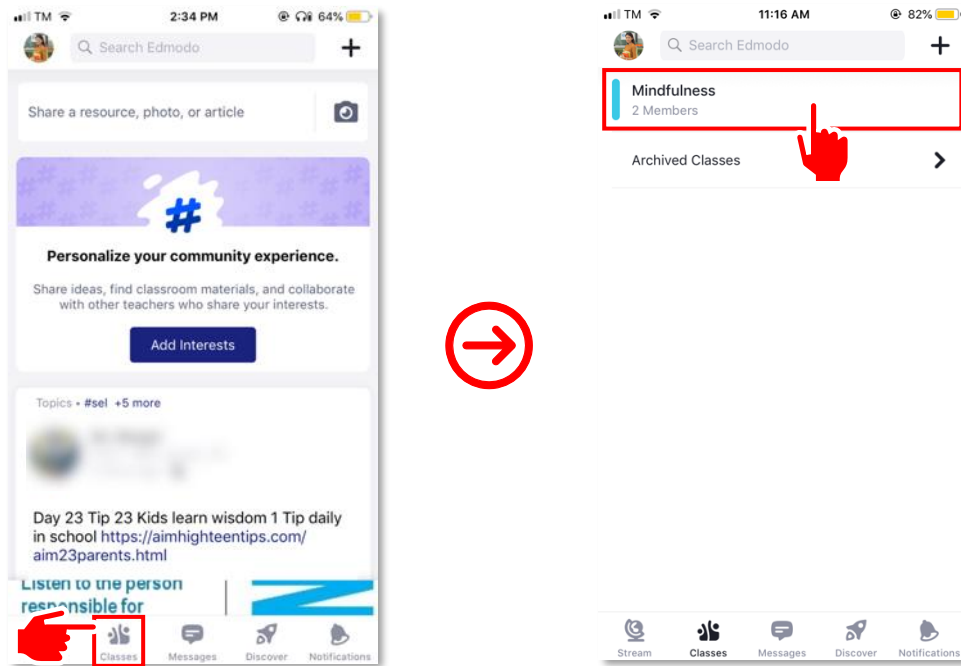 TM 2:34 PM 64%
Search Edmodo
Share a resource, photo, or article
#
Personalize your community experience.
Share ideas, find classroom materials, and collaborate
with other teachers who share your interests.
Add Interests
Topics • #sel +5 more
Day 23 Tip 23 Kids learn wisdom 1 Tip daily
in school https://aimhighteentips.com/
aim23parents.html
Listen to the person
responsible for
Classes Messages Discover Notifications
TM 11:16 AM 82%
Search Edmodo
Mindfulness
2 Members
Archived Classes
Stream Classes Messages Discover Notifications